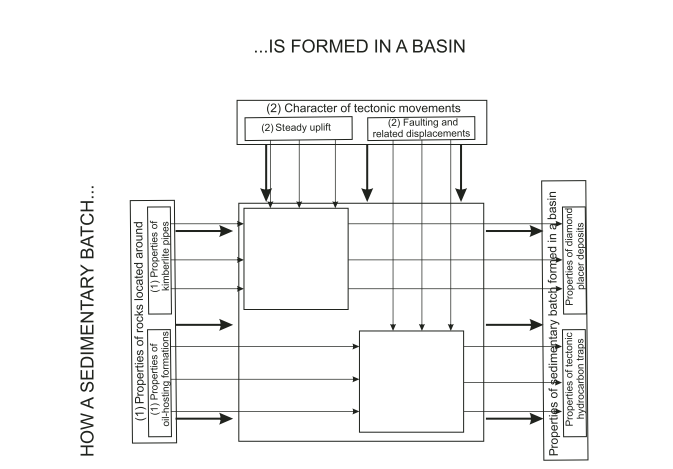 ...IS FORMED IN A BASIN
(2) Character of tectonic movements
(2) Steady uplift
(2) Faulting and
related displacements
HOW A SEDIMENTARY BATCH...
(1) Properties of rocks located around
(1) Properties of
kimberlite pipes
(1) Properties of
oil-hosting formations
Properties of sedimentary batch formed in a basin
Properties of diamond
placer deposits
Properties of tectonic
hydrocarbon traps